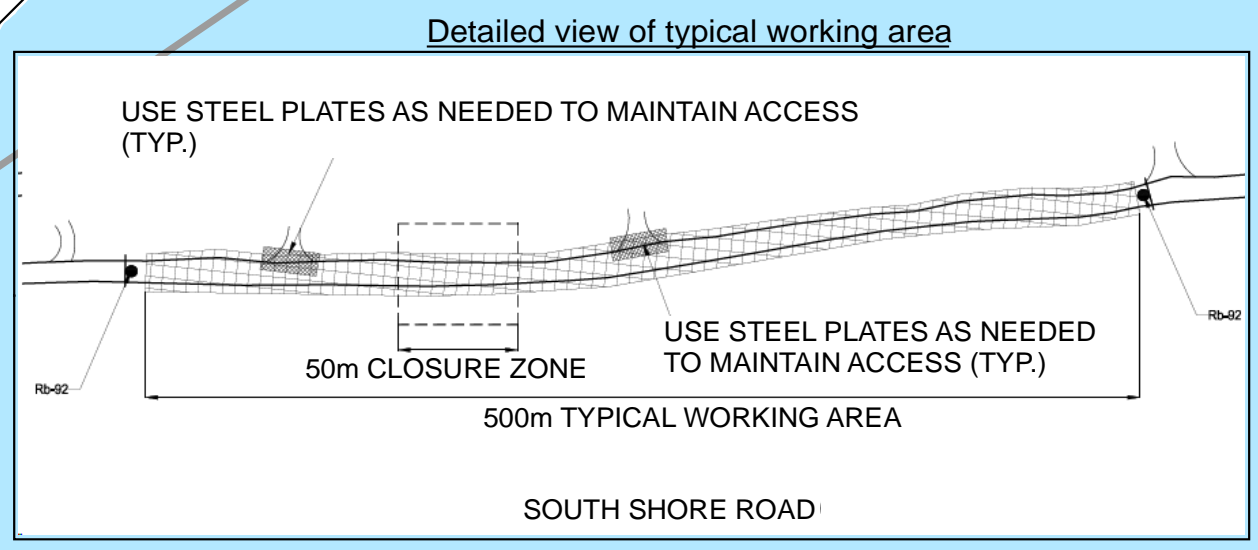 Detailed view of typical working area
USE STEEL PLATES AS NEEDED TO MAINTAIN ACCESS
(TYP.)
Rb-92
USE STEEL PLATES AS NEEDED
TO MAINTAIN ACCESS (TYP.)
50m CLOSURE ZONE
Rb-92
500m TYPICAL WORKING AREA
SOUTH SHORE ROAD